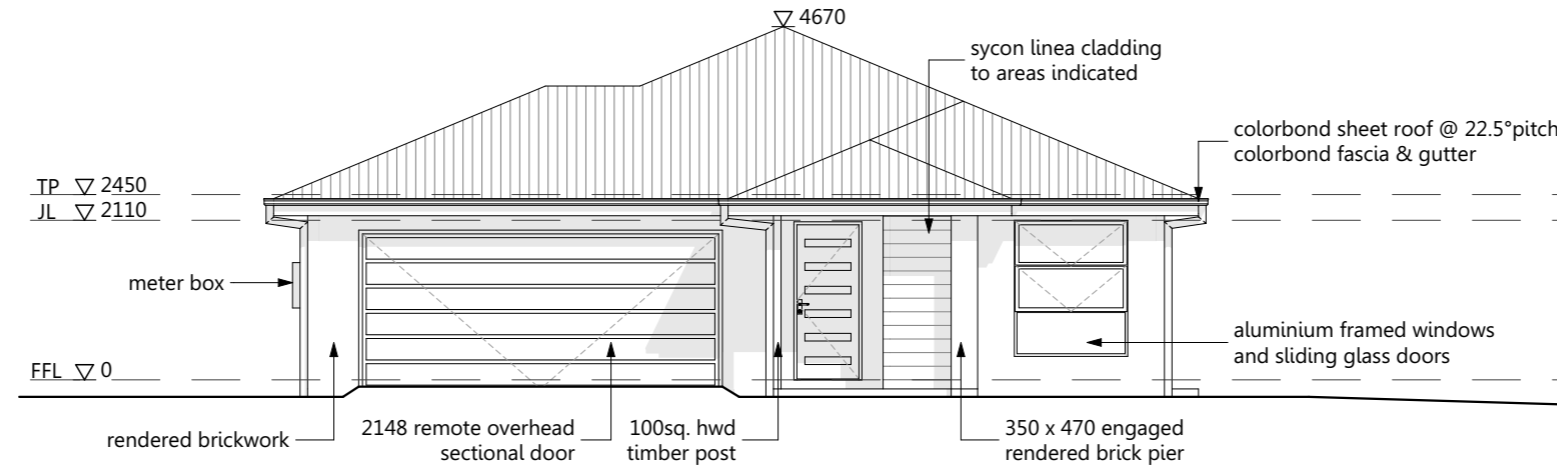 4670
sycon linea cladding
to areas indicated
colorbond sheet roof @ 22.5°pitch
colorbond fascia & gutter
TP 2450
JL 2110
meter box
aluminium framed windows
and sliding glass doors
FFL 0
rendered brickwork
2148 remote overhead
sectional door
100sq. hwd
timber post
350 x 470 engaged
rendered brick pier